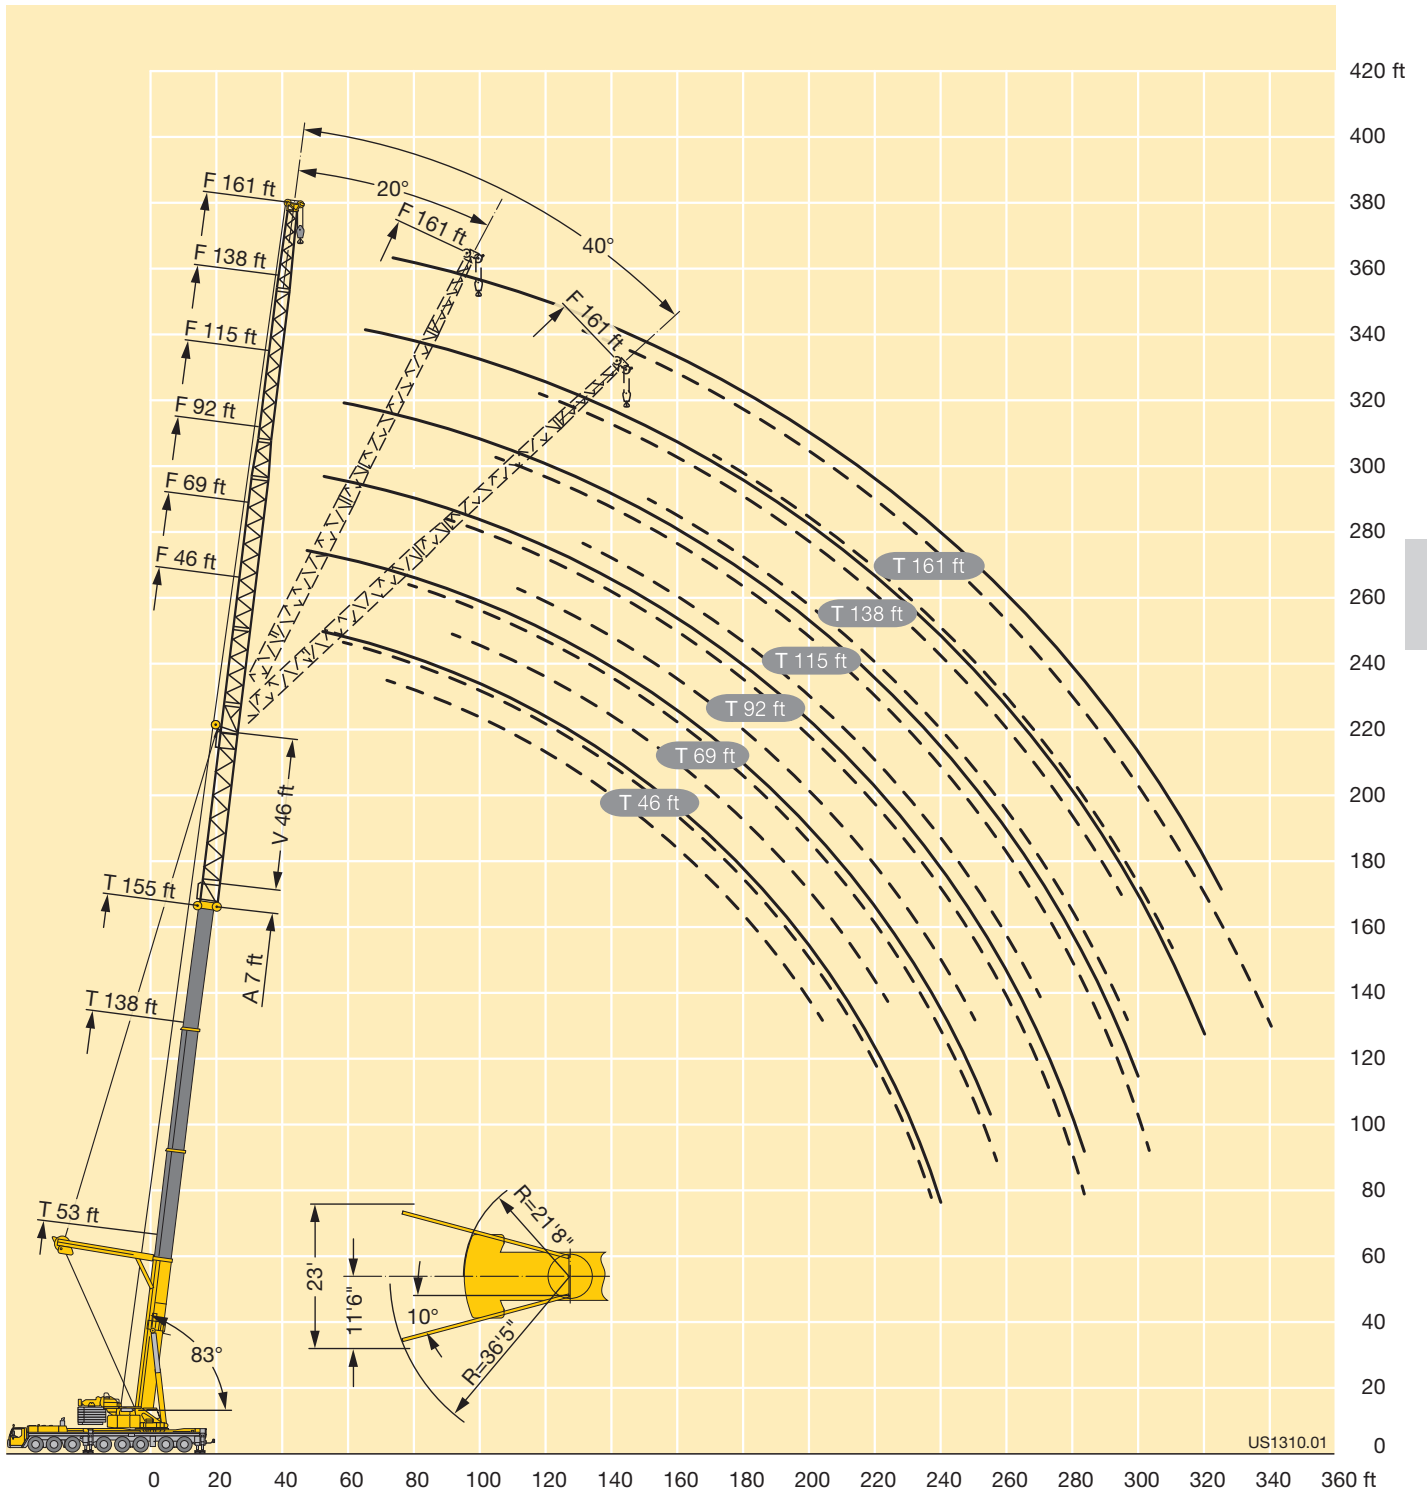 420 ft
400
380
360
340
320
300
280
260
240
220
200
180
160
140
120
100
80
60
40
20
0
F 161 ft
F 138 ft
F 115 ft
F 92 ft
F 69 ft
F 46 ft
20°
40°
F 161 ft
F 161 ft
T 161 ft
T 138 ft
T 115 ft
T 92 ft
T 69 ft
T 46 ft
V 46 ft
A 7 ft
T 155 ft
T 138 ft
T 53 ft
83°
23'
11'6"
10°
R=21'8"
R=36'5"
US1310.01
0 20 40 60 80 100 120 140 160 180 200 220 240 260 280 300 320 340 360 ft